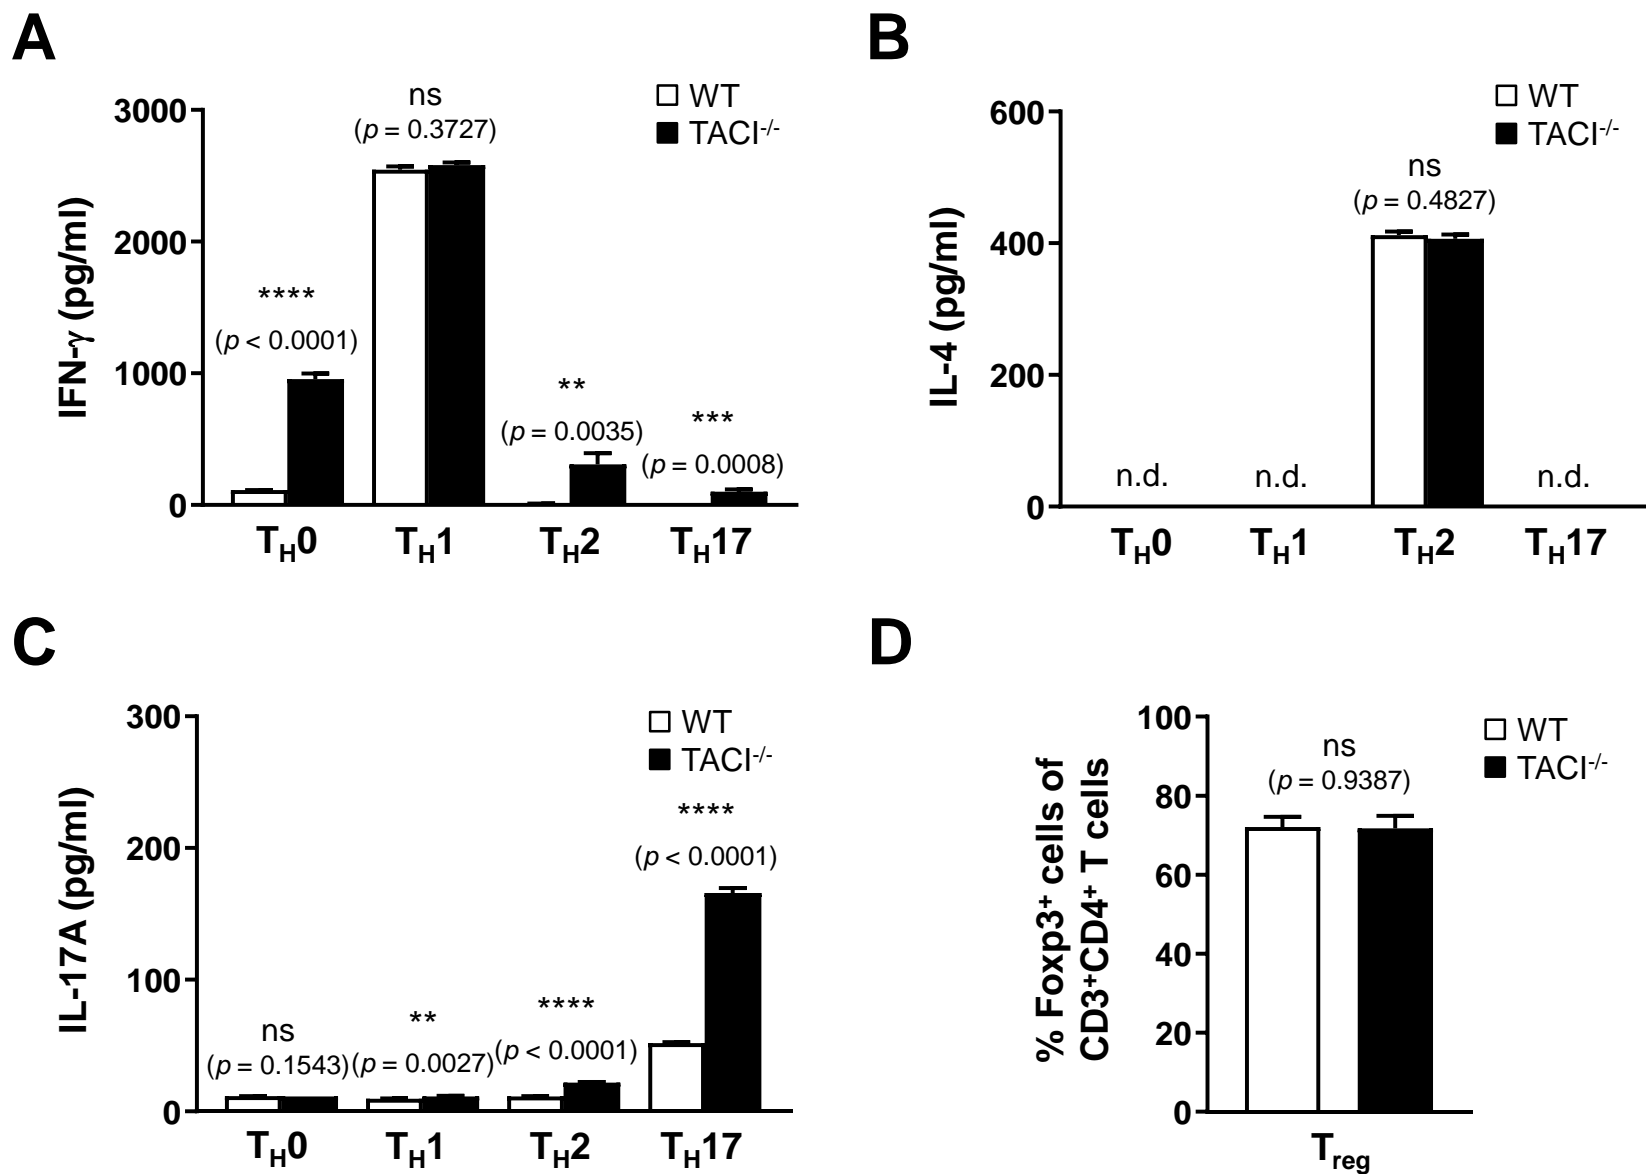 A
IFN-γ (pg/ml)
3000
2000
1000
0
WT
TACI-/-
ns
(p = 0.3727)
****
(p < 0.0001)
**
(p = 0.0035)
***
(p = 0.0008)
TH0 TH1 TH2 TH17
B
IL-4 (pg/ml)
600
400
200
0
WT
TACI-/-
ns
(p = 0.4827)
n.d. n.d. n.d.
TH0 TH1 TH2 TH17
C
IL-17A (pg/ml)
300
200
100
0
WT
TACI-/-
****
(p < 0.0001)
****
(p < 0.0001)
**
(p = 0.0027)
ns
(p = 0.1543)
TH0 TH1 TH2 TH17
D
% Foxp3+ cells of
CD3+CD4+ T cells
100
80
60
40
20
0
WT
TACI-/-
ns
(p = 0.9387)
Treg